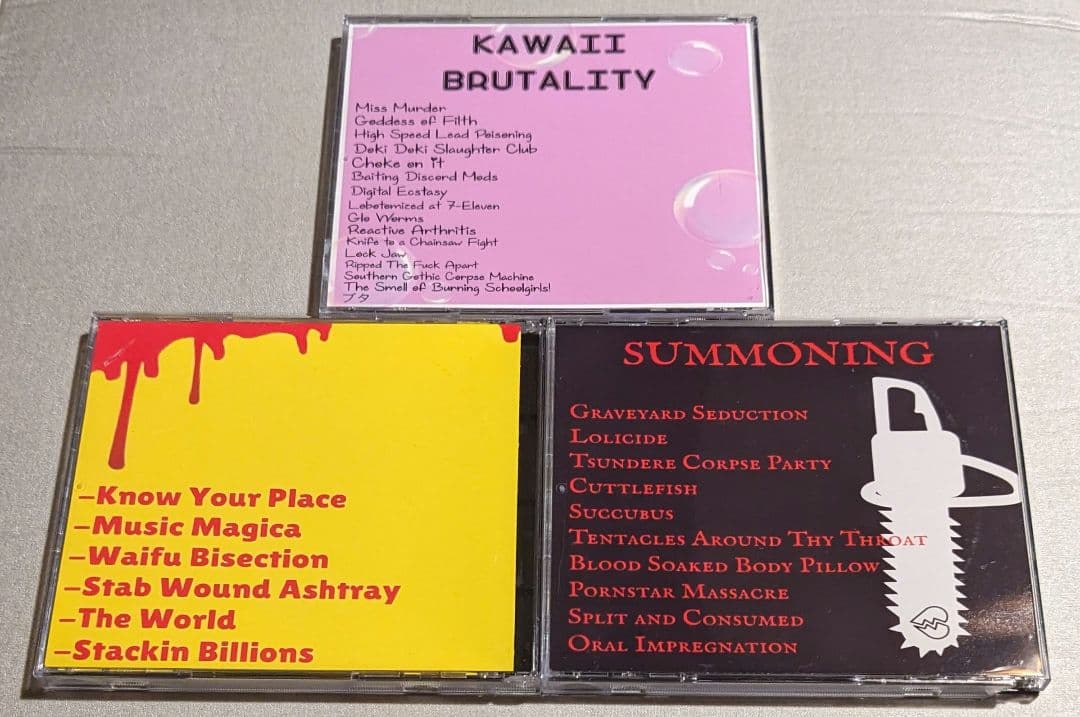 KAWAII
BRUTALITY
Miss Murder
Goddess of Filth
High Speed Lead Poisoning
Doki Doki Slaughter Club
Choke on it
Baiting Discord Mods
Digital Ecstasy
Lobotomized at 7-Eleven
Glo Worms
Reactive Arthritis
Knife to a Chainsaw Fight
Lock Jaw
Ripped The Fuck Apart
Southern Gothic Corpse Machine
The Smell of Burning Schoolgirls!
ブタ
–Know Your Place
–Music Magica
–Waifu Bisection
–Stab Wound Ashtray
–The World
–Stackin Billions
SUMMONING
Graveyard Seduction
Lolicide
Tsundere Corpse Party
Cuttlefish
Succubus
Tentacles Around Thy Throat
Blood Soaked Body Pillow
Pornstar Massacre
Split and Consumed
Oral Impregnation